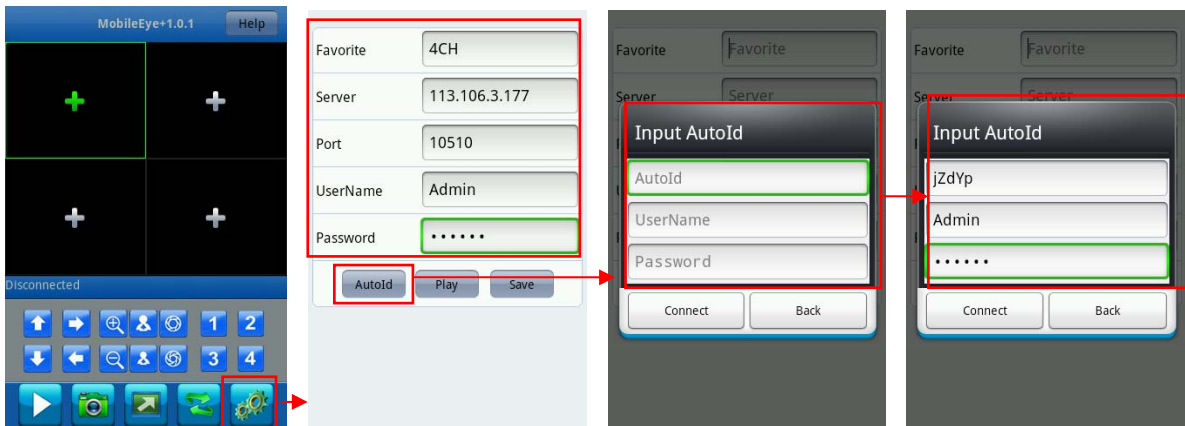 MobileEye+1.0.1 Help
Disconnected
1 2
3 4
Favorite 4CH
Server 113.106.3.177
Port 10510
UserName Admin
Password ••••••
AutoId Play Save
Favorite Favorite
Server Server
Input AutoId
AutoId
UserName
Password
Connect Back
Favorite Favorite
Server Server
Input AutoId
jZdYp
Admin
••••••
Connect Back